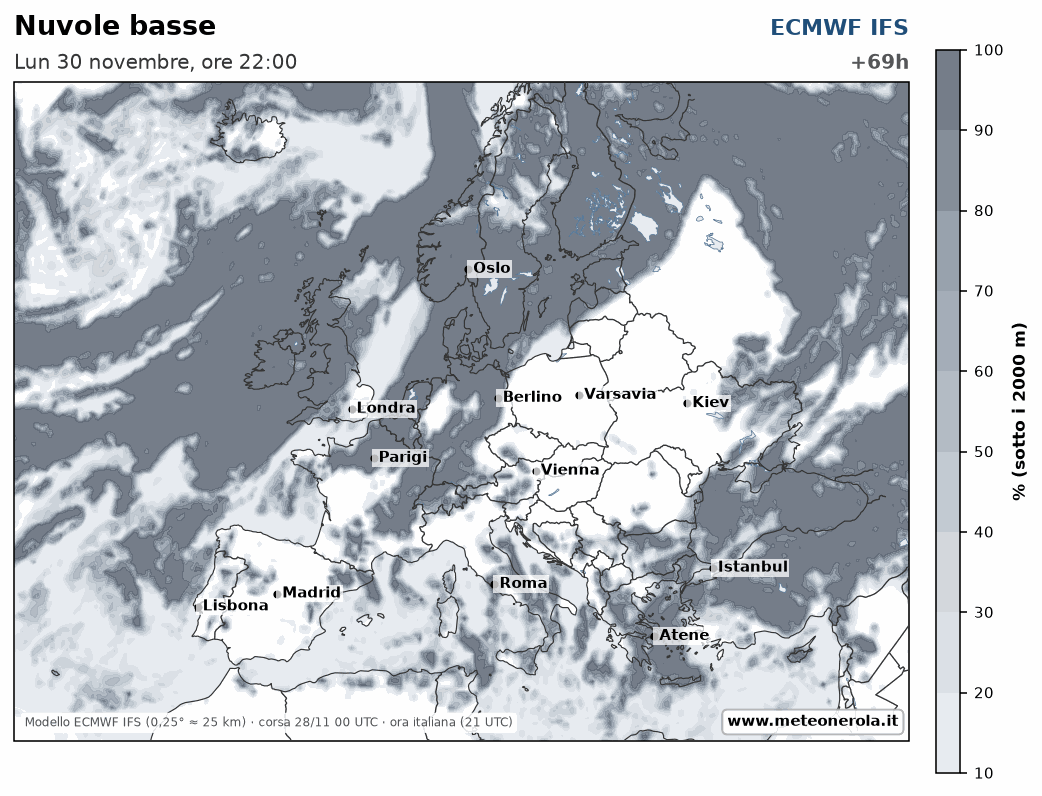 Nuvole basse
ECMWF IFS
Lun 30 novembre, ore 22:00
+69h
100
90
80
70
60
50
40
30
20
10
% (sotto i 2000 m)
Oslo
Londra
Berlino
Varsavia
Kiev
Parigi
Vienna
Istanbul
Roma
Madrid
Lisbona
Atene
Modello ECMWF IFS (0,25° ≈ 25 km) · corsa 28/11 00 UTC · ora italiana (21 UTC)
www.meteonerola.it